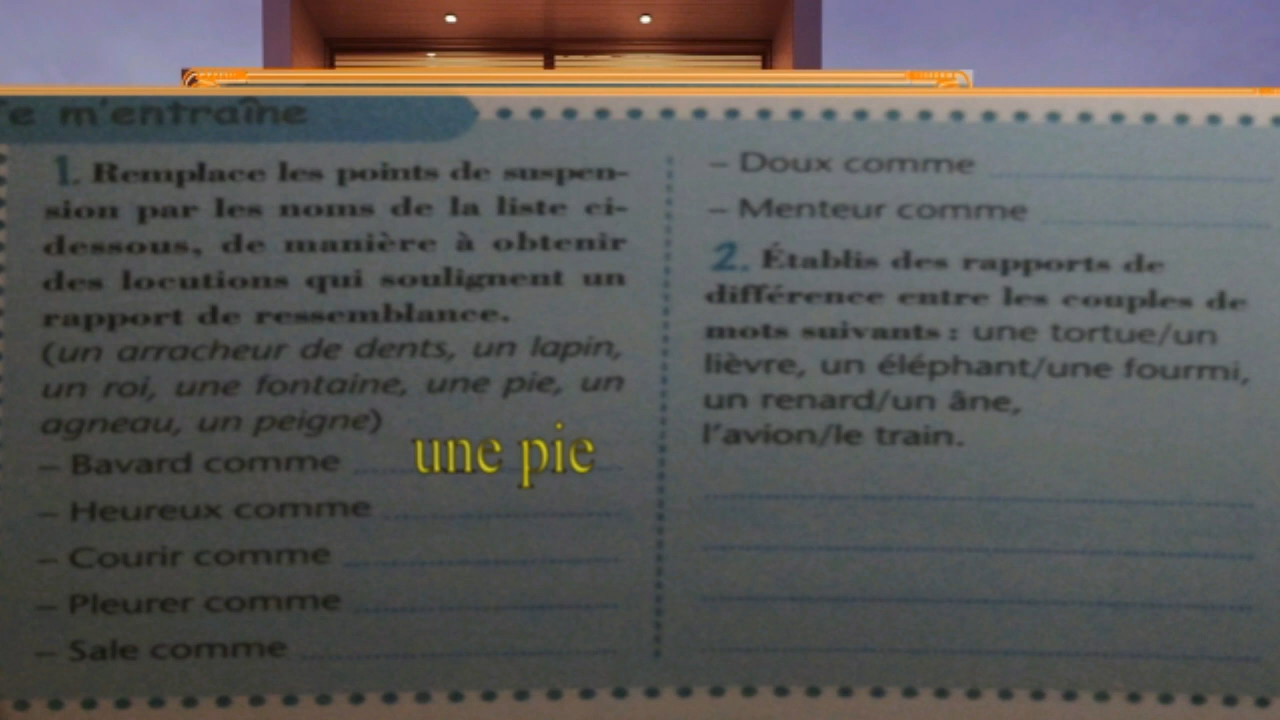 e m'entraîne
1. Remplace les points de suspen-
sion par les noms de la liste ci-
dessous, de manière à obtenir
des locutions qui soulignent un
rapport de ressemblance.
(un arracheur de dents, un lapin,
un roi, une fontaine, une pie, un
agneau, un peigne)
– Bavard comme une pie
– Heureux comme
– Courir comme
– Pleurer comme
– Sale comme
– Doux comme
– Menteur comme
2. Établis des rapports de
différence entre les couples de
mots suivants : une tortue/un
lièvre, un éléphant/une fourmi,
un renard/un âne,
l'avion/le train.